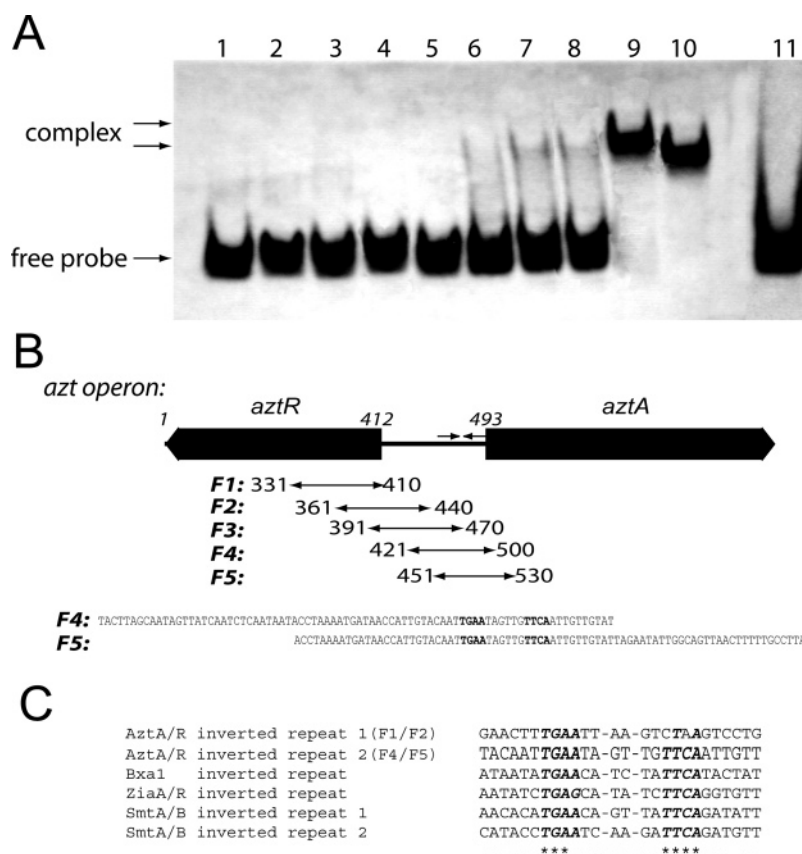 A
1 2 3 4 5 6 7 8 9 10 11
complex
free probe
B
azt operon:
1 aztR 412 493 aztA
F1: 331 410
F2: 361 440
F3: 391 470
F4: 421 500
F5: 451 530
F4: TACTTAGCAATAGTTATCAATCTCAATAATACCTAAAATGATAACCATTGTACAATTGAATAGTTGTTCAATTGTTGTAT
F5: ACCTAAAATGATAACCATTGTACAATTGAATAGTTGTTCAATTGTTGTATTAGAATATTGGCAGTTAACTTTTTGCCTTA
C
AztA/R inverted repeat 1(F1/F2) GAACTTTGAATT-AA-GTCTAAGTCCTG
AztA/R inverted repeat 2(F4/F5) TACAATTGAATA-GT-TGTTCAATTGTT
Bxa1 inverted repeat ATAATATGAACA-TC-TATTCATACTAT
ZiaA/R inverted repeat AATATCTGAGCA-TA-TCTTCAGGTGTT
SmtA/B inverted repeat 1 AACACATGAACA-GT-TATTCAGATATT
SmtA/B inverted repeat 2 CATACCTGAATC-AA-GATTCAGATGTT
*** ****